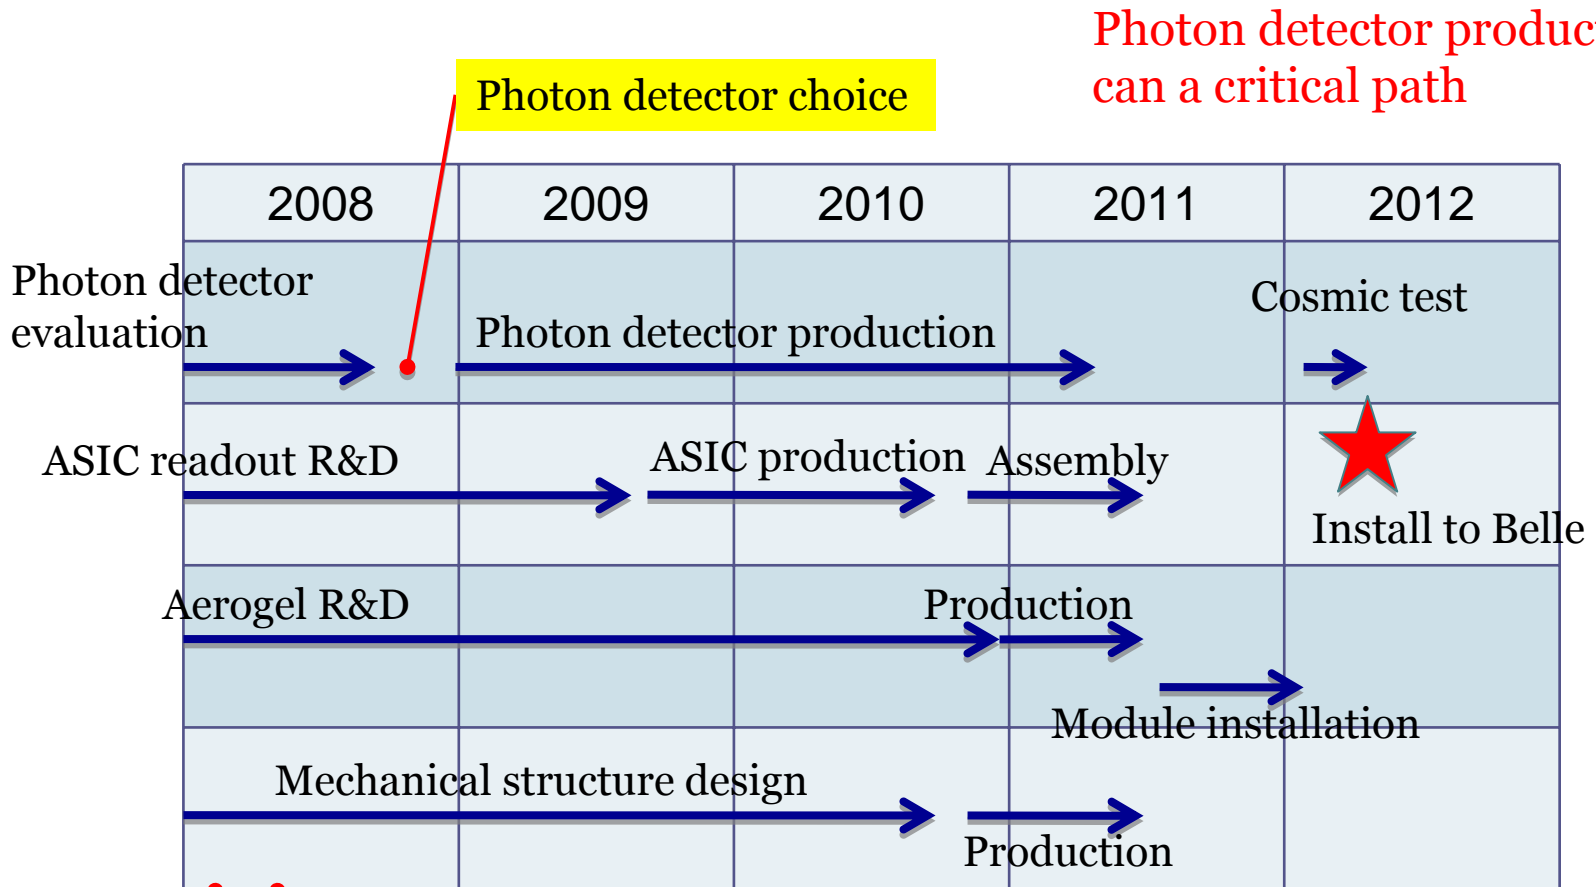 Photon detector produc
can a critical path
Photon detector choice
2008 2009 2010 2011 2012
Photon detector
evaluation
Photon detector production
Cosmic test
ASIC readout R&D
ASIC production
Assembly
Install to Belle
Aerogel R&D
Production
Module installation
Mechanical structure design
Production